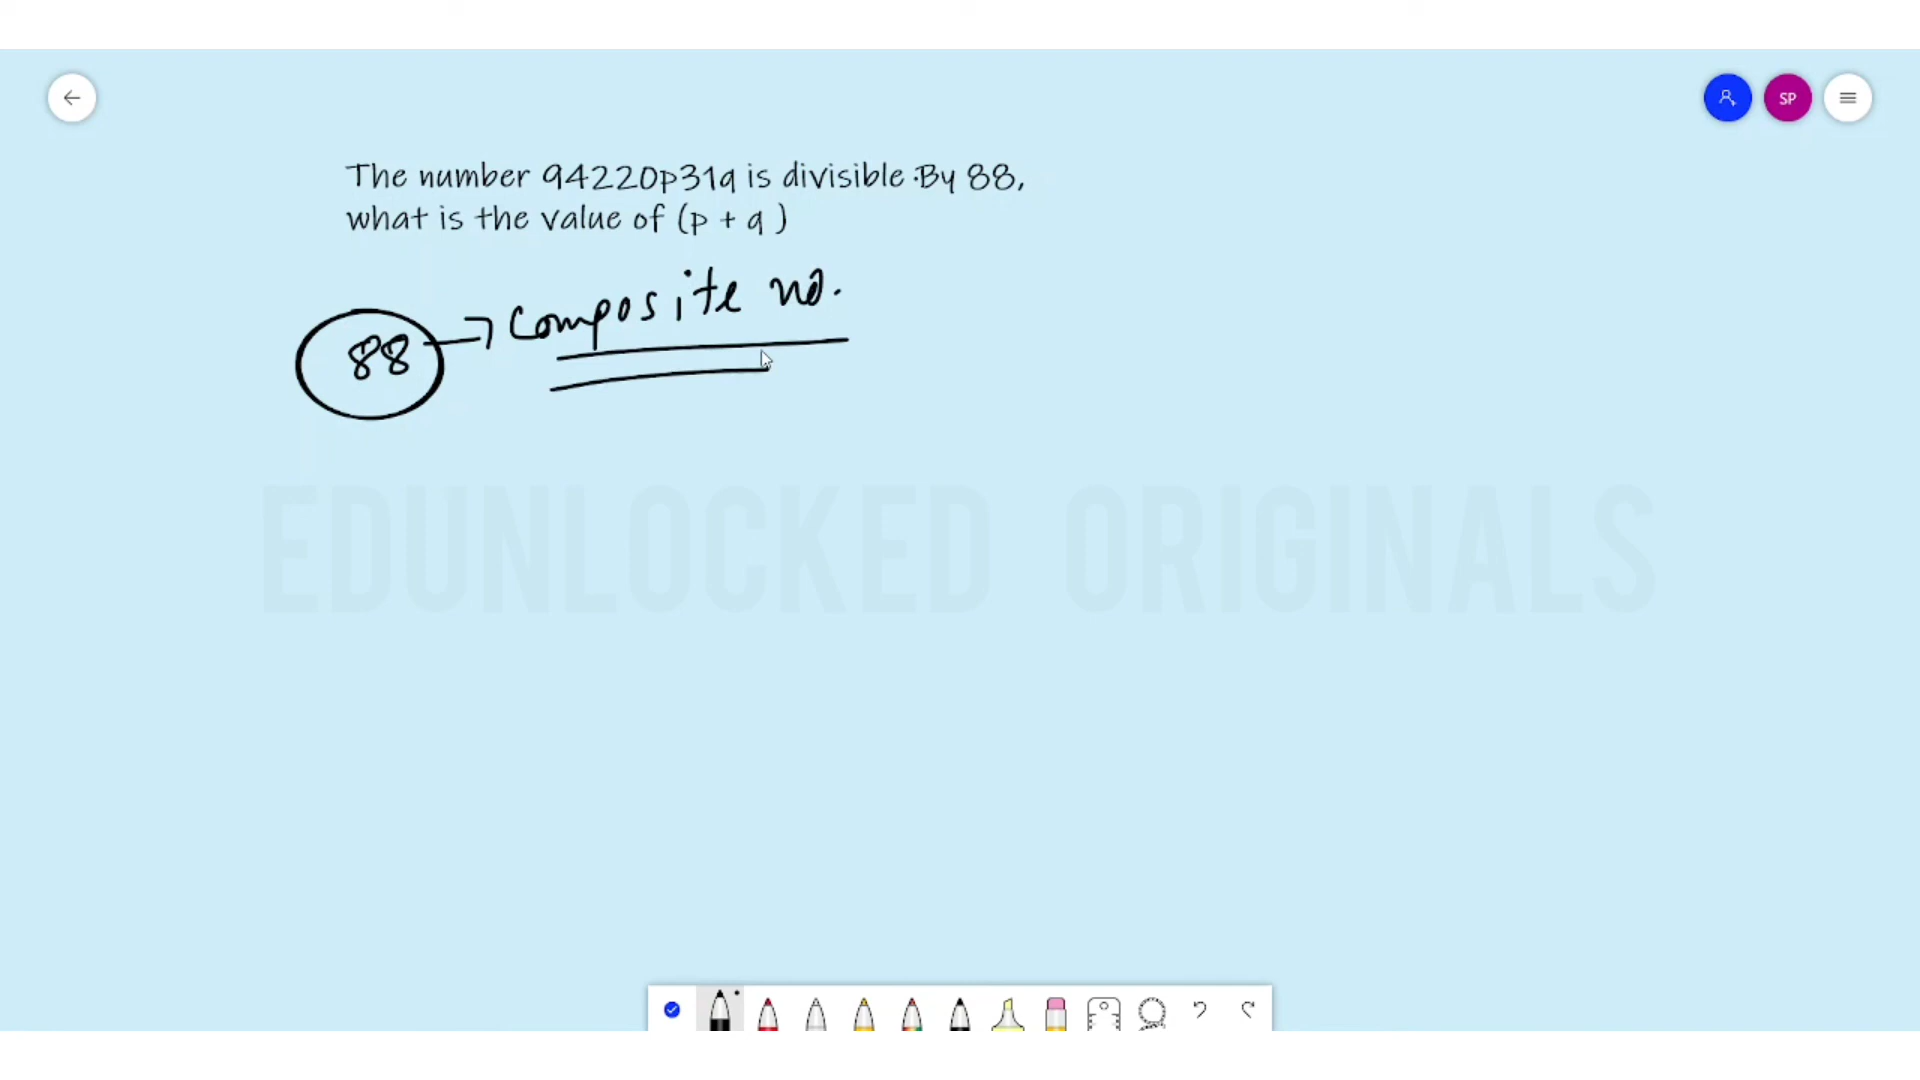 SP
The number 94220p31q is divisible By 88,
what is the value of (p + q )
88 → Composite no.
EDUNLOCKED ORIGINALS